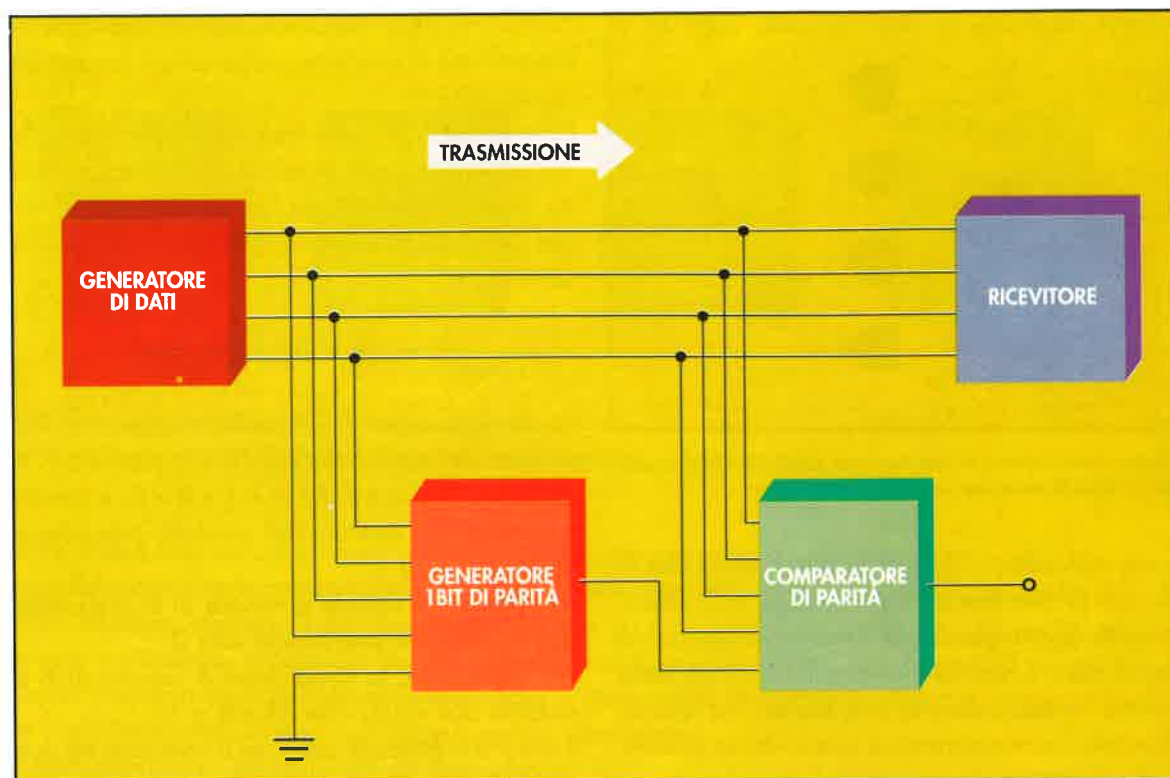 TRASMISSIONE
GENERATORE
DI DATI
RICEVITORE
GENERATORE
1BIT DI PARITÀ
COMPARATORE
DI PARITÀ